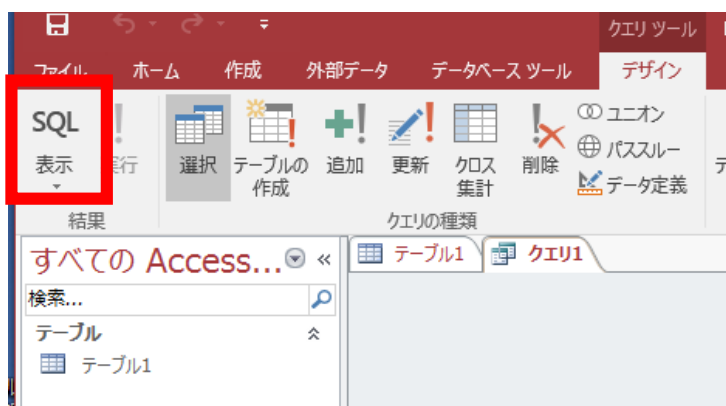 クエリ ツール
ファイル ホーム 作成 外部データ データベース ツール デザイン
SQL
表示
実行
選択
テーブルの
作成
追加
更新
クロス
集計
削除
ユニオン
パススルー
データ定義
結果
クエリの種類
すべての Access...
テーブル1
クエリ1
検索...
テーブル
テーブル1